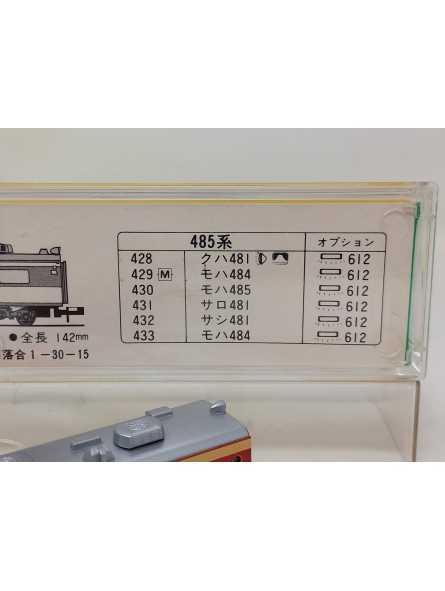 485系 オプション
428 クハ481 612
429 M モハ484 612
430 モハ485 612
431 サロ481 612
432 サシ481 612
433 モハ484 612
●全長 142mm
落合1-30-15